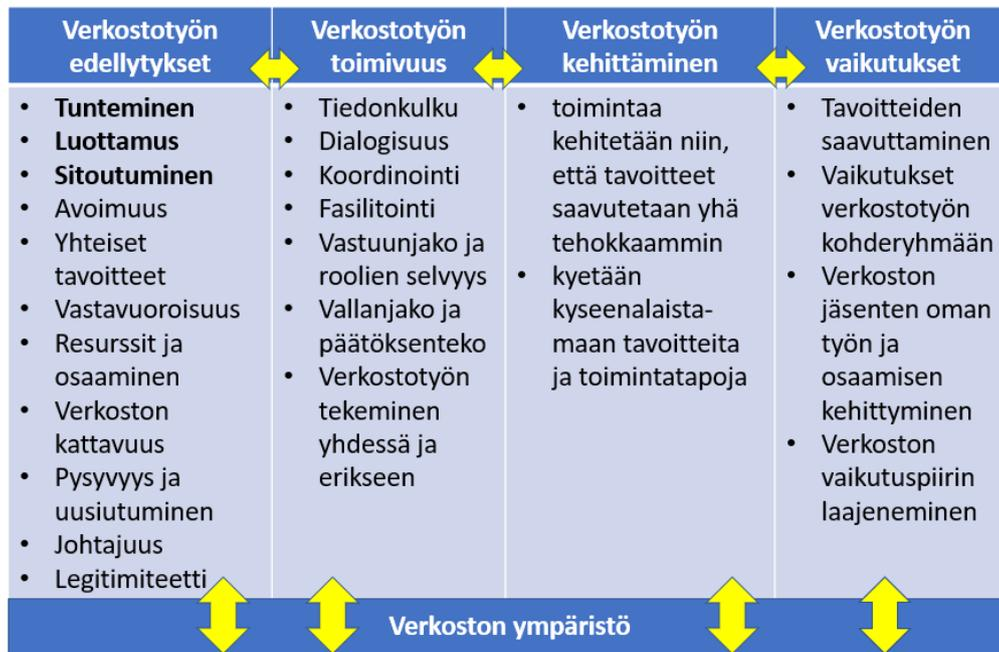 Verkostotyön
edellytykset
Verkostotyön
toimivuus
Verkostotyön
kehittäminen
Verkostotyön
vaikutukset
• Tunteminen
• Luottamus
• Sitoutuminen
• Avoimuus
• Yhteiset
tavoitteet
• Vastavuoroisuus
• Resurssit ja
osaaminen
• Verkoston
kattavuus
• Pysyvyys ja
uusiutuminen
• Johtajuus
• Legitimiteetti
• Tiedonkulku
• Dialogisuus
• Koordinointi
• Fasilitointi
• Vastuunjako ja
roolien selvyys
• Vallanjako ja
päätöksenteko
• Verkostotyön
tekeminen
yhdessä ja
erikseen
• toimintaa
kehitetään niin,
että tavoitteet
saavutetaan yhä
tehokkaammin
• kyetään
kyseenalaista-
maan tavoitteita
ja toimintatapoja
• Tavoitteiden
saavuttaminen
• Vaikutukset
verkostotyön
kohderyhmään
• Verkoston
jäsenten oman
työn ja
osaamisen
kehittyminen
• Verkoston
vaikutuspiirin
laajeneminen
Verkoston ympäristö